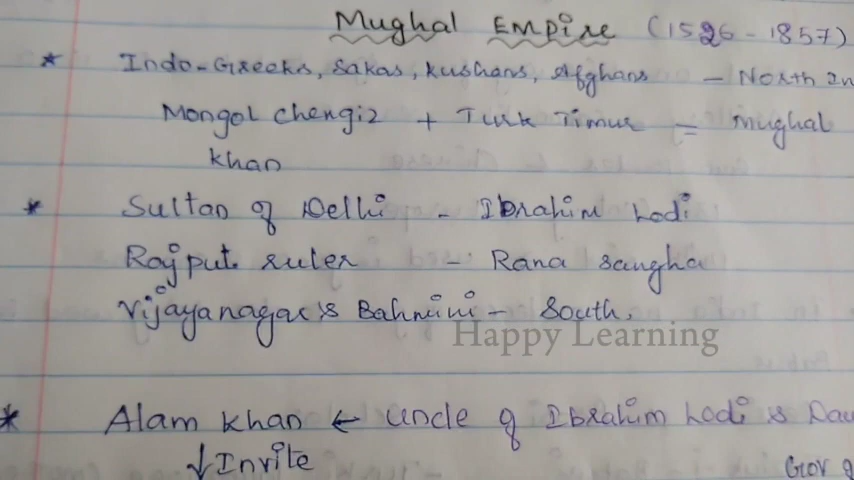 Mughal Empire (1526 - 1857)
* Indo-Greeks, Sakas, Kushans, Afghans - North In
Mongol Chengiz + Turk Timur = Mughal
khan
* Sultan of Delhi - Ibrahim Lodi
Rajput ruler - Rana Sangha
Vijayanagar & Bahmini - South.
Happy Learning
* Alam Khan ← Uncle of Ibrahim Lodi & Dau
↓ Invite Gov of